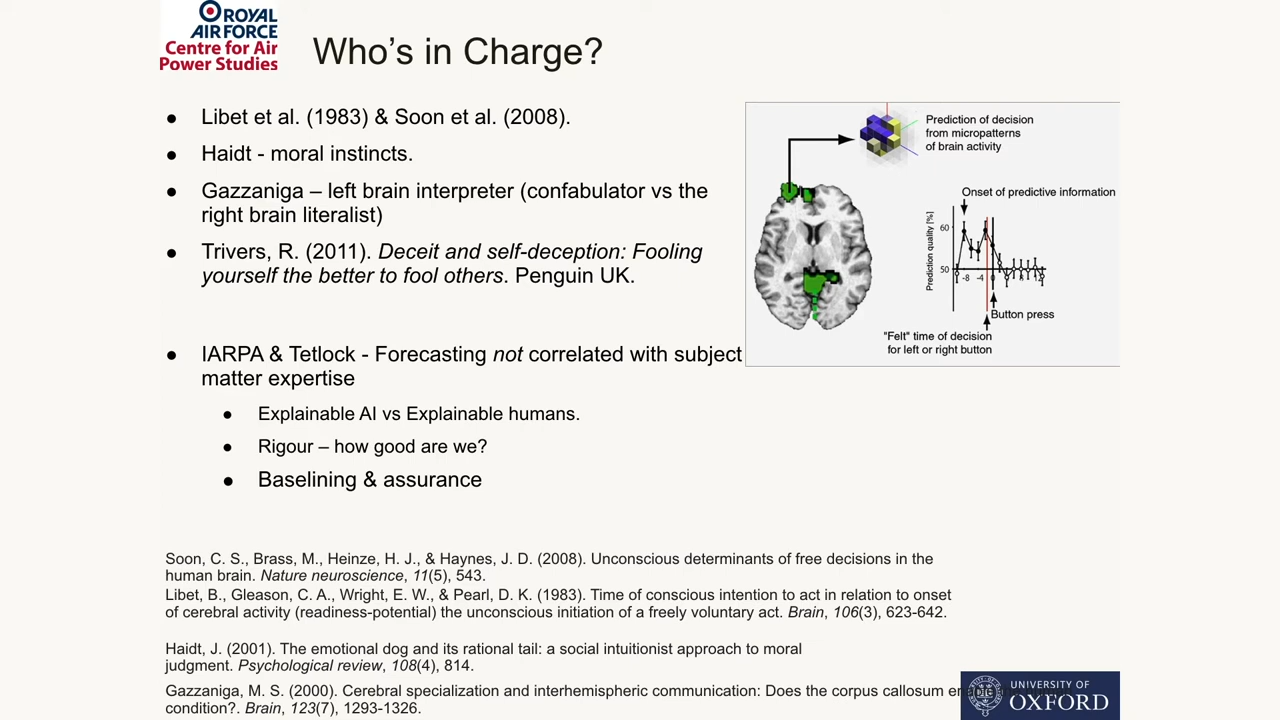 ROYAL
AIR FORCE
Centre for Air
Power Studies
Who's in Charge?
● Libet et al. (1983) & Soon et al. (2008).
● Haidt - moral instincts.
● Gazzaniga – left brain interpreter (confabulator vs the
right brain literalist)
● Trivers, R. (2011). Deceit and self-deception: Fooling
yourself the better to fool others. Penguin UK.
● IARPA & Tetlock - Forecasting not correlated with subject
matter expertise
● Explainable AI vs Explainable humans.
● Rigour – how good are we?
● Baselining & assurance
Prediction of decision
from micropatterns
of brain activity
Onset of predictive information
Prediction quality [%]
60
50
-8 -4 0
Button press
"Felt" time of decision
for left or right button
Soon, C. S., Brass, M., Heinze, H. J., & Haynes, J. D. (2008). Unconscious determinants of free decisions in the
human brain. Nature neuroscience, 11(5), 543.
Libet, B., Gleason, C. A., Wright, E. W., & Pearl, D. K. (1983). Time of conscious intention to act in relation to onset
of cerebral activity (readiness-potential) the unconscious initiation of a freely voluntary act. Brain, 106(3), 623-642.
Haidt, J. (2001). The emotional dog and its rational tail: a social intuitionist approach to moral
judgment. Psychological review, 108(4), 814.
Gazzaniga, M. S. (2000). Cerebral specialization and interhemispheric communication: Does the corpus callosum
condition?. Brain, 123(7), 1293-1326.
UNIVERSITY OF
OXFORD